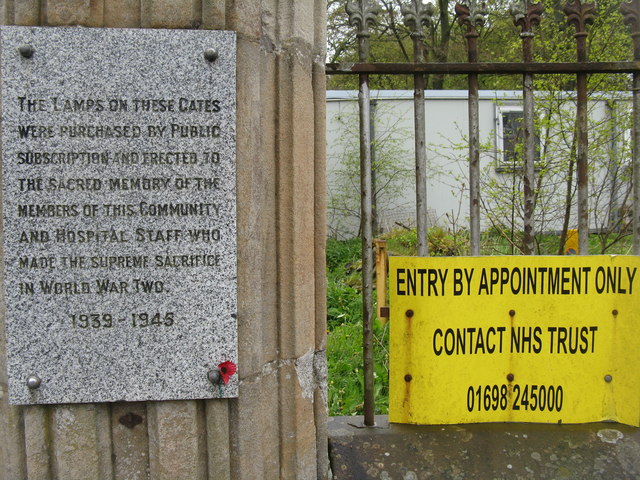 THE LAMPS ON THESE GATES
WERE PURCHASED BY PUBLIC
SUBSCRIPTION AND ERECTED TO
THE SACRED MEMORY OF THE
MEMBERS OF THIS COMMUNITY
AND HOSPITAL STAFF WHO
MADE THE SUPREME SACRIFICE
IN WORLD WAR TWO.
1939-1945
ENTRY BY APPOINTMENT ONLY
CONTACT NHS TRUST
01698 245000